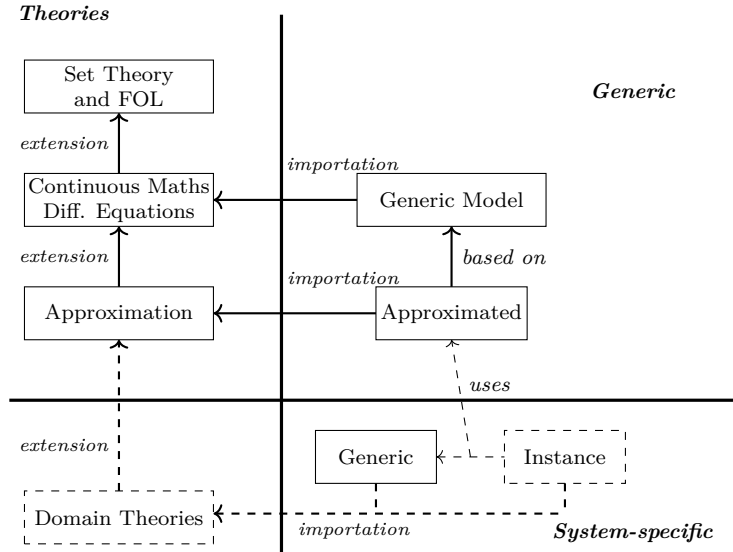 Theories
Set Theory
and FOL
Generic
extension
importation
Continuous Maths
Diff. Equations
Generic Model
extension
based on
importation
Approximation
Approximated
uses
extension
Generic
Instance
Domain Theories
importation
System-specific